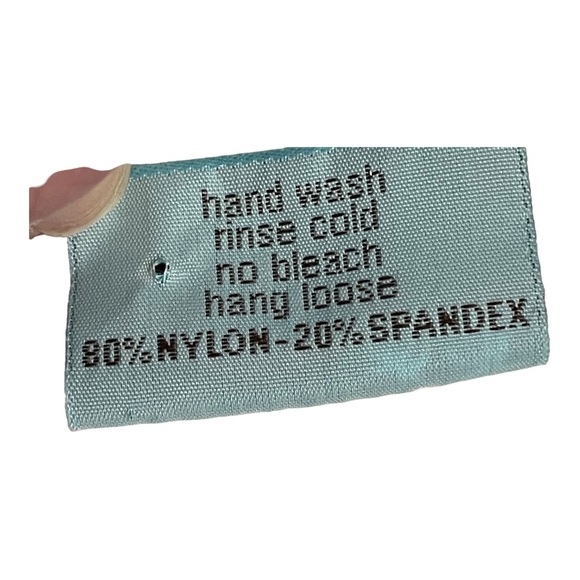 hand wash
rinse cold
no bleach
hang loose
80%NYLON-20%SPANDEX